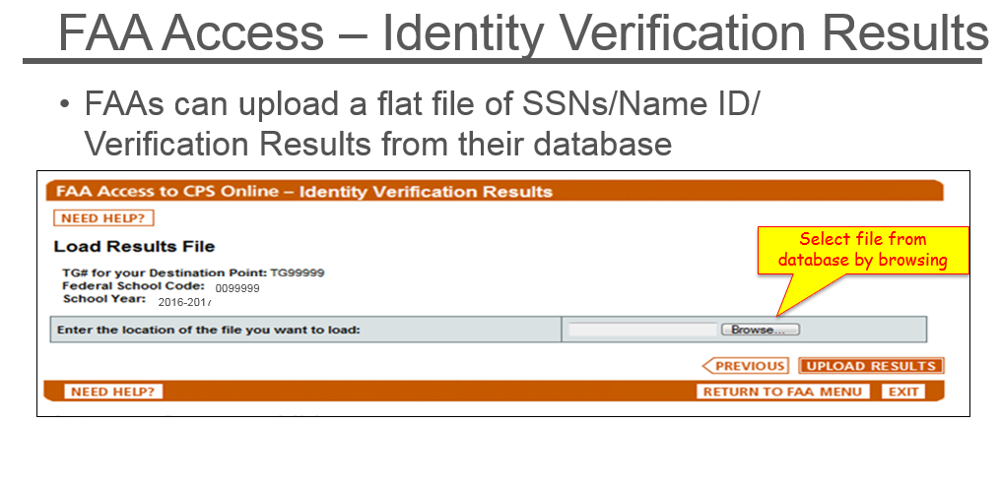 FAA Access – Identity Verification Results
• FAAs can upload a flat file of SSNs/Name ID/
Verification Results from their database
FAA Access to CPS Online – Identity Verification Results
NEED HELP?
Load Results File
Select file from
database by browsing
TG# for your Destination Point: TG99999
Federal School Code: 0099999
School Year: 2016-2017
Enter the location of the file you want to load: Browse...
PREVIOUS UPLOAD RESULTS
NEED HELP? RETURN TO FAA MENU EXIT